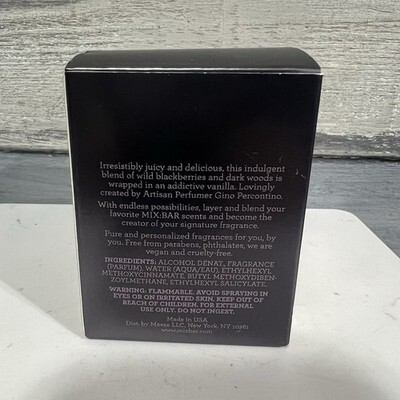 Irresistibly juicy and delicious, this indulgent
blend of wild blackberries and dark woods is
wrapped in an addictive vanilla. Lovingly
created by Artisan Perfumer Gino Percontino.
With endless possibilities, layer and blend your
favorite MIX:BAR scents and become the
creator of your signature fragrance.
Pure and personalized fragrances for you, by
you. Free from parabens, phthalates, we are
vegan and cruelty-free.
INGREDIENTS: ALCOHOL DENAT., FRAGRANCE
(PARFUM), WATER (AQUA/EAU), ETHYLHEXYL
METHOXYCINNAMATE, BUTYL METHOXYDIBEN-
ZOYLMETHANE, ETHYLHEXYL SALICYLATE.
WARNING: FLAMMABLE. AVOID SPRAYING IN
EYES OR ON IRRITATED SKIN. KEEP OUT OF
REACH OF CHILDREN. FOR EXTERNAL
USE ONLY. DO NOT INGEST.
Made in USA
Dist. by Maesa LLC, New York, NY